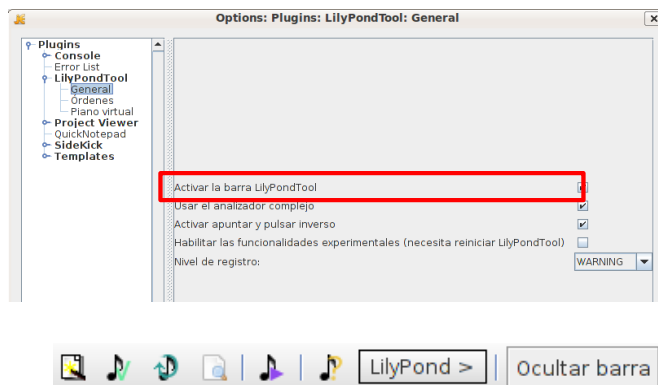 Options: Plugins: LilyPondTool: General
Plugins
Console
Error List
LilyPondTool
General
Órdenes
Piano virtual
Project Viewer
QuickNotepad
SideKick
Templates
Activar la barra LilyPondTool
Usar el analizador complejo
Activar apuntar y pulsar inverso
Habilitar las funcionalidades experimentales (necesita reiniciar LilyPondTool)
Nivel de registro: WARNING
LilyPond > Ocultar barra